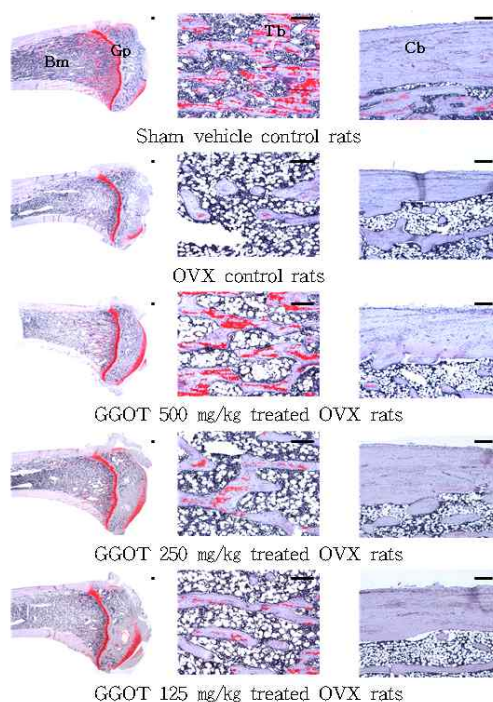 Bm
Gp
Tb
Cb
Sham vehicle control rats
OVX control rats
GGOT 500 mg/kg treated OVX rats
GGOT 250 mg/kg treated OVX rats
GGOT 125 mg/kg treated OVX rats